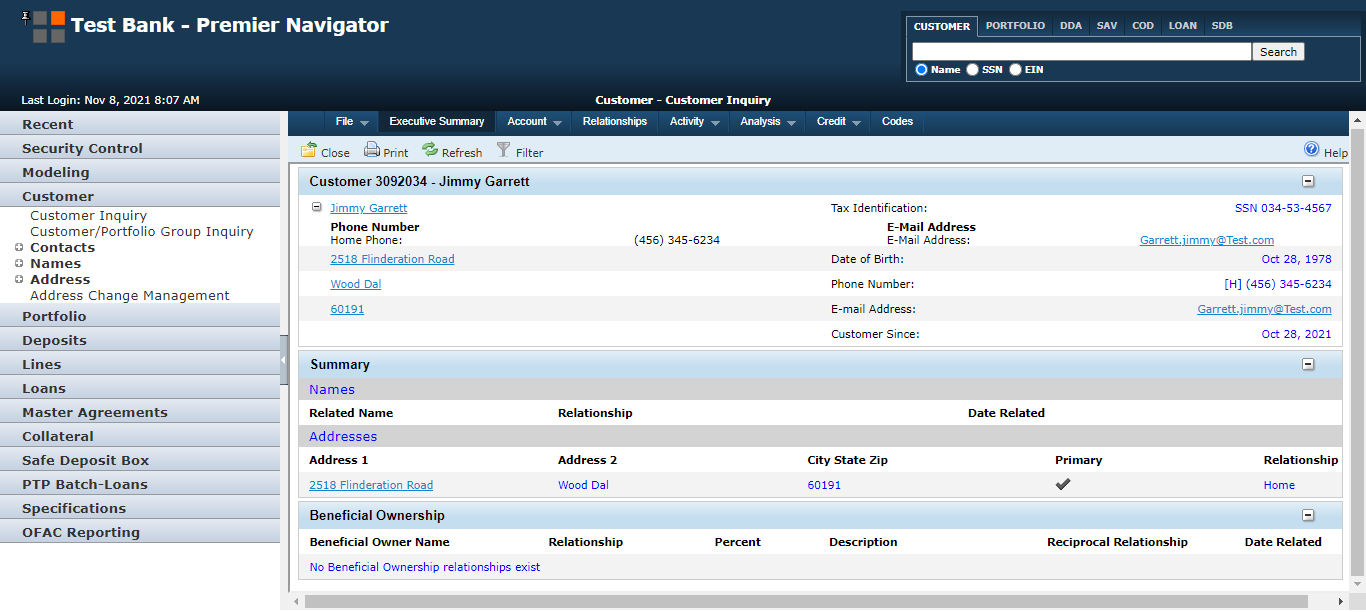 Test Bank - Premier Navigator
CUSTOMER PORTFOLIO DDA SAV COD LOAN SDB
Search
Name SSN EIN
Last Login: Nov 8, 2021 8:07 AM
Customer - Customer Inquiry
Recent
Security Control
Modeling
Customer
Customer Inquiry
Customer/Portfolio Group Inquiry
Contacts
Names
Address
Address Change Management
Portfolio
Deposits
Lines
Loans
Master Agreements
Collateral
Safe Deposit Box
PTP Batch-Loans
Specifications
OFAC Reporting
File Executive Summary Account Relationships Activity Analysis Credit Codes
Close Print Refresh Filter Help
Customer 3092034 - Jimmy Garrett
Jimmy Garrett Tax Identification: SSN 034-53-4567
Phone Number E-Mail Address
Home Phone: (456) 345-6234 E-Mail Address: Garrett.jimmy@Test.com
2518 Flinderation Road Date of Birth: Oct 28, 1978
Wood Dal Phone Number: [H] (456) 345-6234
60191 E-mail Address: Garrett.jimmy@Test.com
Customer Since: Oct 28, 2021
Summary
Names
Related Name Relationship Date Related
Addresses
Address 1 Address 2 City State Zip Primary Relationship
2518 Flinderation Road Wood Dal 60191 Home
Beneficial Ownership
Beneficial Owner Name Relationship Percent Description Reciprocal Relationship Date Related
No Beneficial Ownership relationships exist